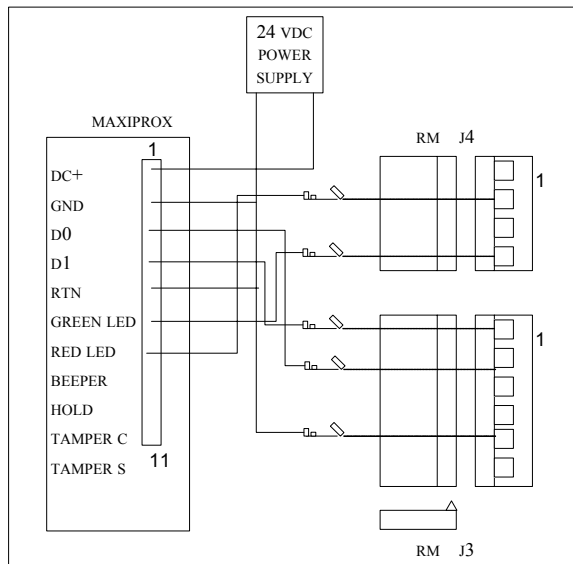 24 VDC
POWER
SUPPLY
MAXIPROX
1
DC+
GND
D0
D1
RTN
GREEN LED
RED LED
BEEPER
HOLD
TAMPER C
TAMPER S
11
RM J4
1
1
RM J3